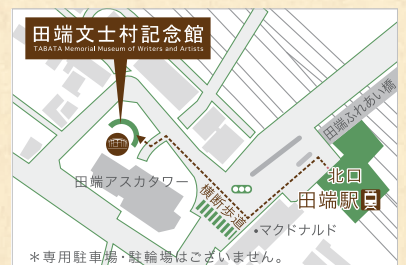 田端文士村記念館
TABATA Memorial Museum of Writers and Artists
田端ふれあい橋
北口
田端駅
田端アスカタワー
横断歩道
•マクドナルド
＊専用駐車場・駐輪場はございません。